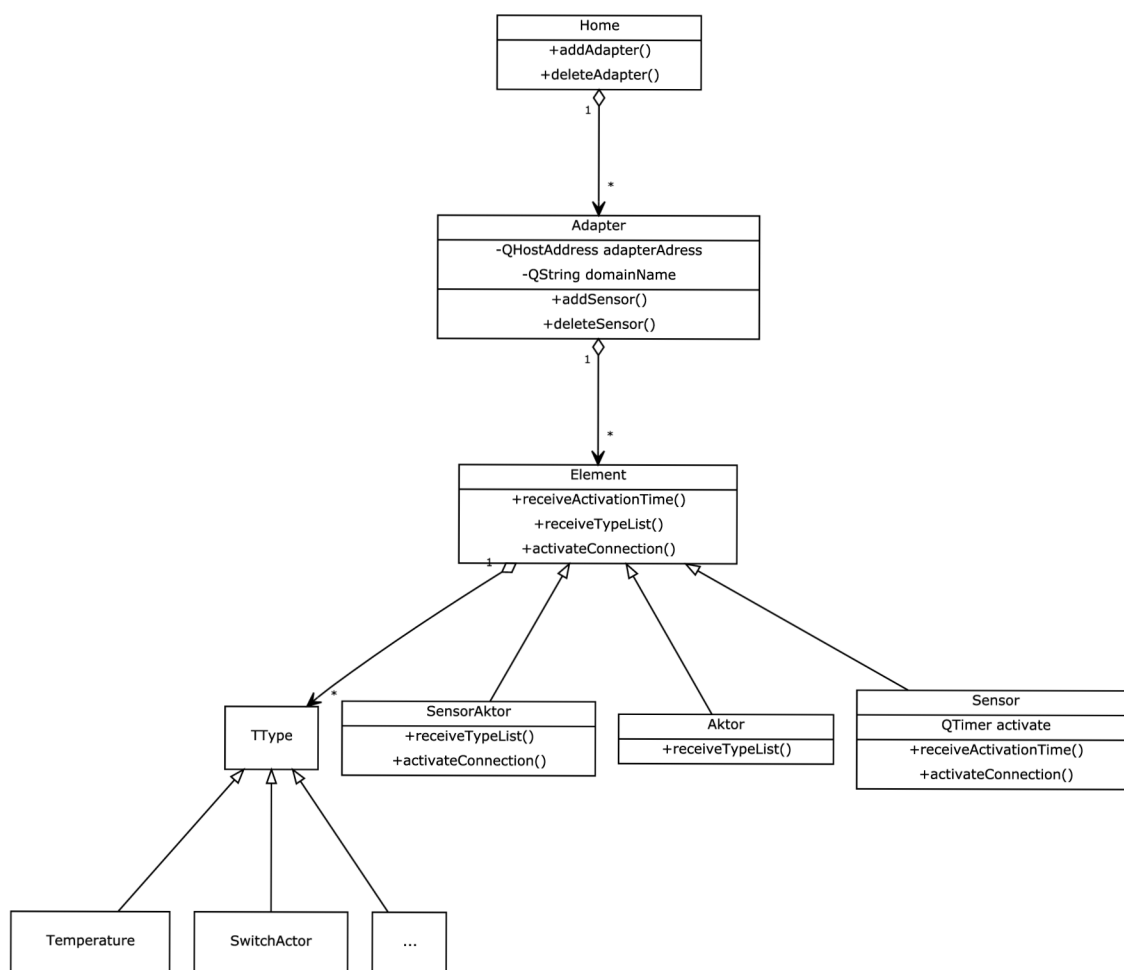 Home
+addAdapter()
+deleteAdapter()
1
*
Adapter
-QHostAddress adapterAdress
-QString domainName
+addSensor()
+deleteSensor()
1
*
Element
+receiveActivationTime()
+receiveTypeList()
+activateConnection()
1
*
TType
SensorAktor
+receiveTypeList()
+activateConnection()
Aktor
+receiveTypeList()
Sensor
QTimer activate
+receiveActivationTime()
+activateConnection()
Temperature
SwitchActor
...